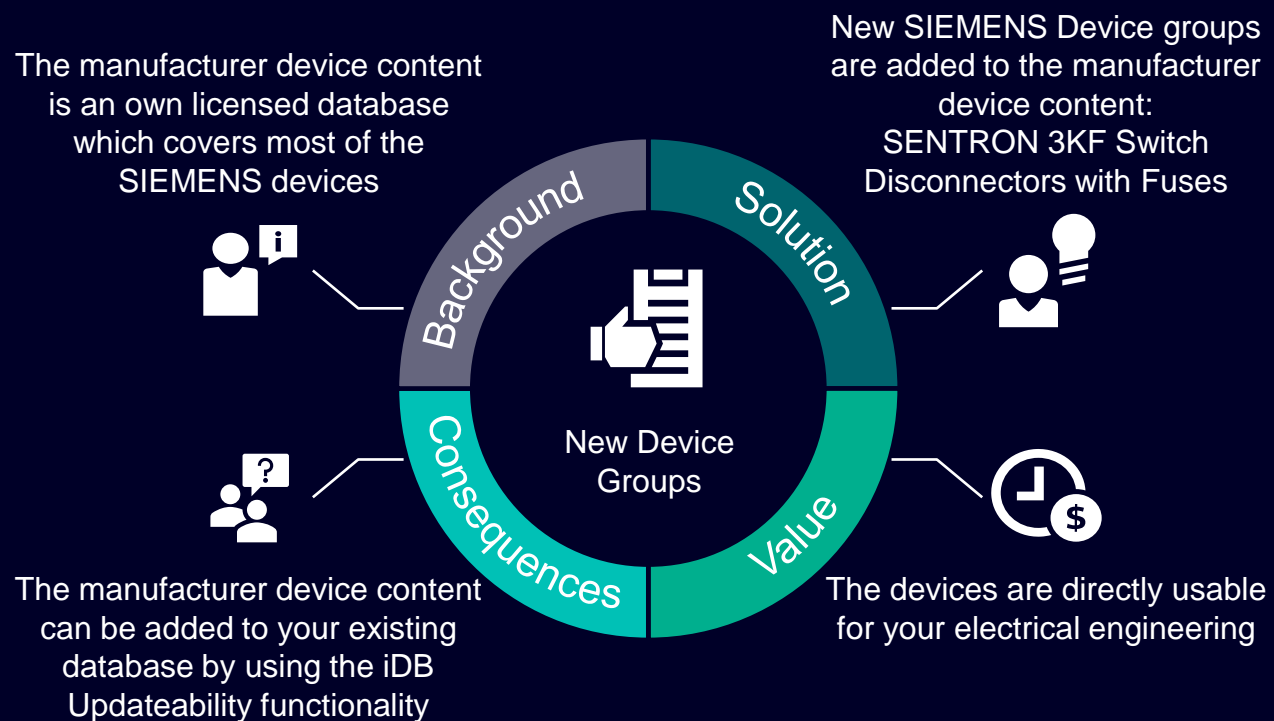 The manufacturer device content
is an own licensed database
which covers most of the
SIEMENS devices
New SIEMENS Device groups
are added to the manufacturer
device content:
SENTRON 3KF Switch
Disconnectors with Fuses
Background
Solution
i
New Device
Groups
Consequences
Value
?
$
The manufacturer device content
can be added to your existing
database by using the iDB
Updateability functionality
The devices are directly usable
for your electrical engineering